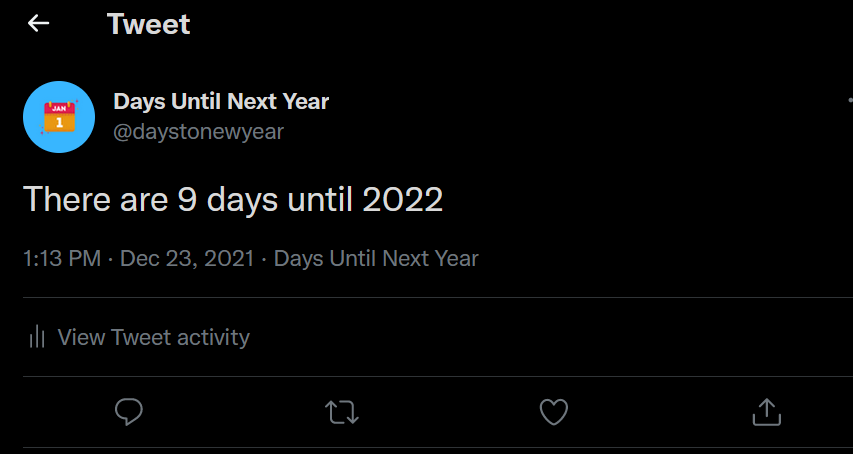 Tweet
JAN
1
Days Until Next Year
@daystonewyear
There are 9 days until 2022
1:13 PM · Dec 23, 2021 · Days Until Next Year
View Tweet activity